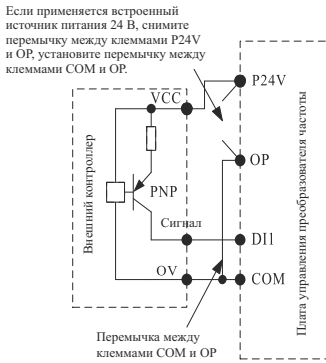 Если применяется встроенный
источник питания 24 В, снимите
перемычку между клеммами P24V
и OP, установите перемычку между
клеммами COM и OP.
VCC
P24V
OP
PNP
Внешний контроллер
Сигнал
DI1
OV
COM
Плата управления преобразователя частоты
Перемычка между
клеммами COM и OP